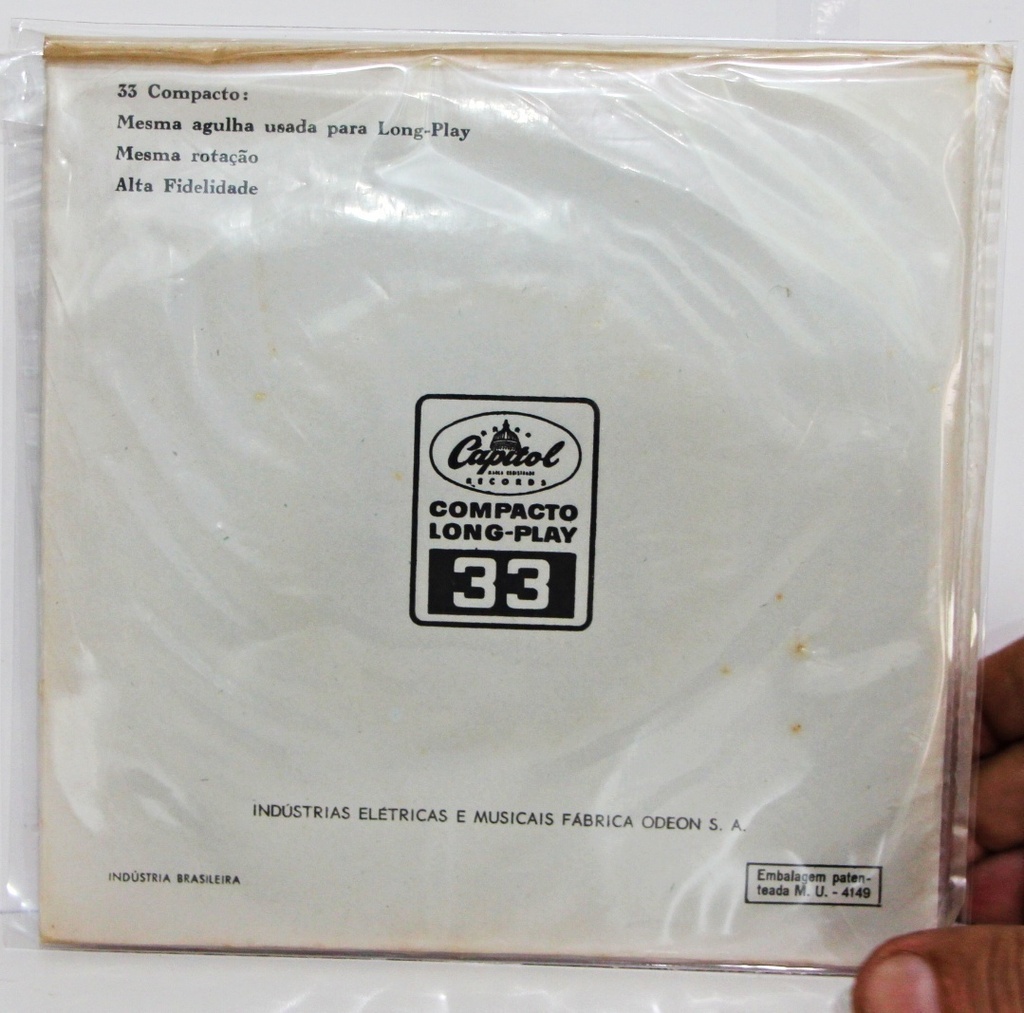 33 Compacto:
Mesma agulha usada para Long-Play
Mesma rotação
Alta Fidelidade
Capitol
RECORDS
COMPACTO
LONG-PLAY
33
INDÚSTRIAS ELÉTRICAS E MUSICAIS FÁBRICA ODEON S. A.
INDÚSTRIA BRASILEIRA
Embalagem paten-
teada M. U. - 4149